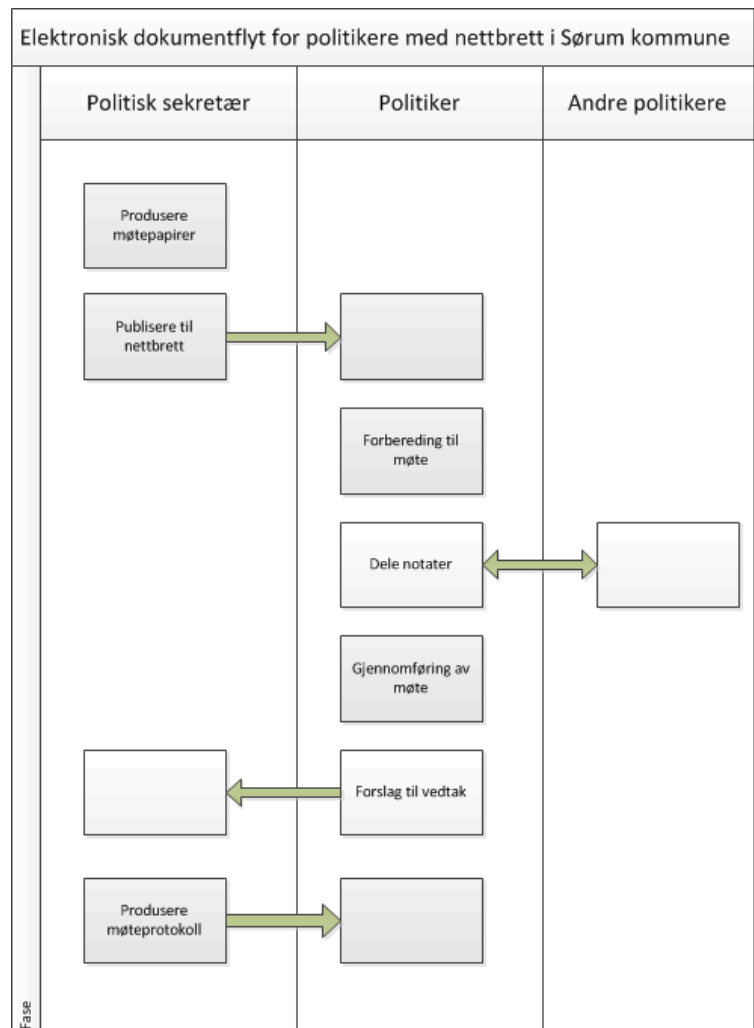 Elektronisk dokumentflyt for politikere med nettbrett i Sørum kommune
Politisk sekretær
Politiker
Andre politikere
Produsere
møtepapirer
Publisere til
nettbrett
Forbereding til
møte
Dele notater
Gjennomføring av
møte
Forslag til vedtak
Produsere
møteprotokoll
Fase